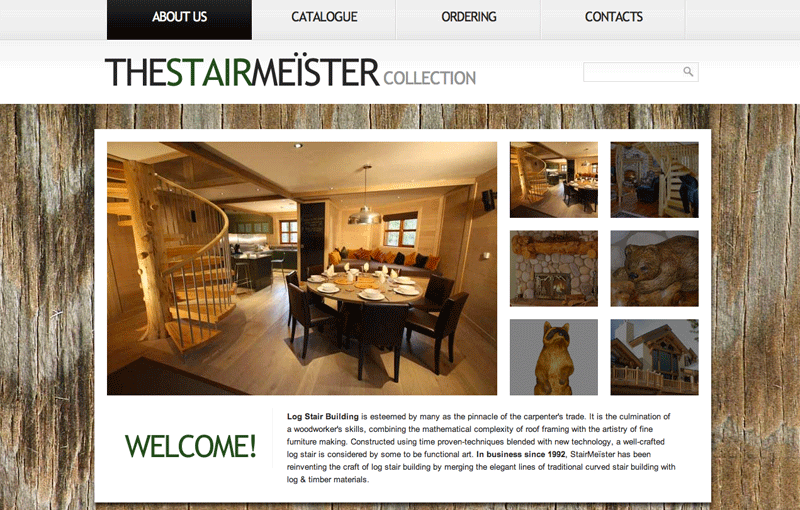 ABOUT US CATALOGUE ORDERING CONTACTS
THESTAIRMEÏSTER COLLECTION
WELCOME!
Log Stair Building is esteemed by many as the pinnacle of the carpenter's trade. It is the culmination of
a woodworker's skills, combining the mathematical complexity of roof framing with the artistry of fine
furniture making. Constructed using time proven-techniques blended with new technology, a well-crafted
log stair is considered by some to be functional art. In business since 1992, StairMeïster has been
reinventing the craft of log stair building by merging the elegant lines of traditional curved stair building with
log & timber materials.